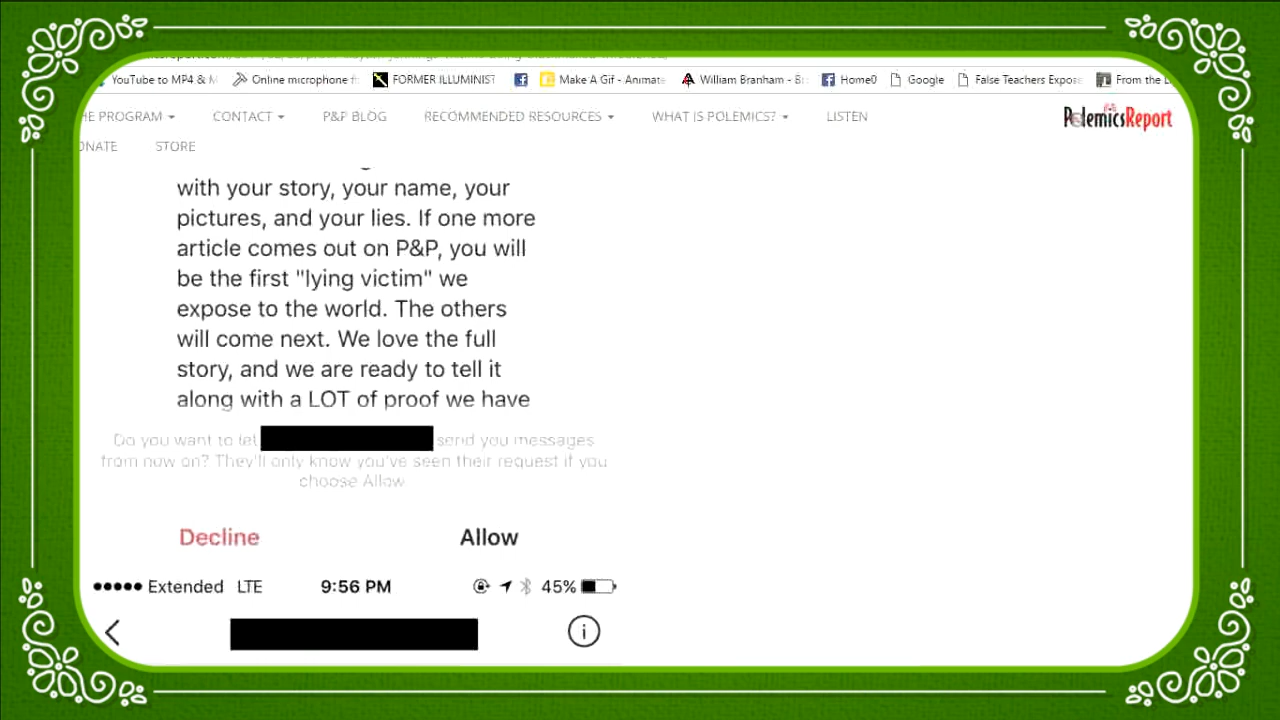 YouTube to MP4 & M
Online microphone f
FORMER ILLUMINIST
Make A Gif - Animate
William Branham - B
Home0
Google
False Teachers Expose
From the
HE PROGRAM
CONTACT
P&P BLOG
RECOMMENDED RESOURCES
WHAT IS POLEMICS?
LISTEN
PolemicsReport
ONATE
STORE
with your story, your name, your
pictures, and your lies. If one more
article comes out on P&P, you will
be the first "lying victim" we
expose to the world. The others
will come next. We love the full
story, and we are ready to tell it
along with a LOT of proof we have
Do you want to let send you messages
from now on? They'll only know you've seen their request if you
choose Allow
Decline
Allow
Extended LTE 9:56 PM 45%